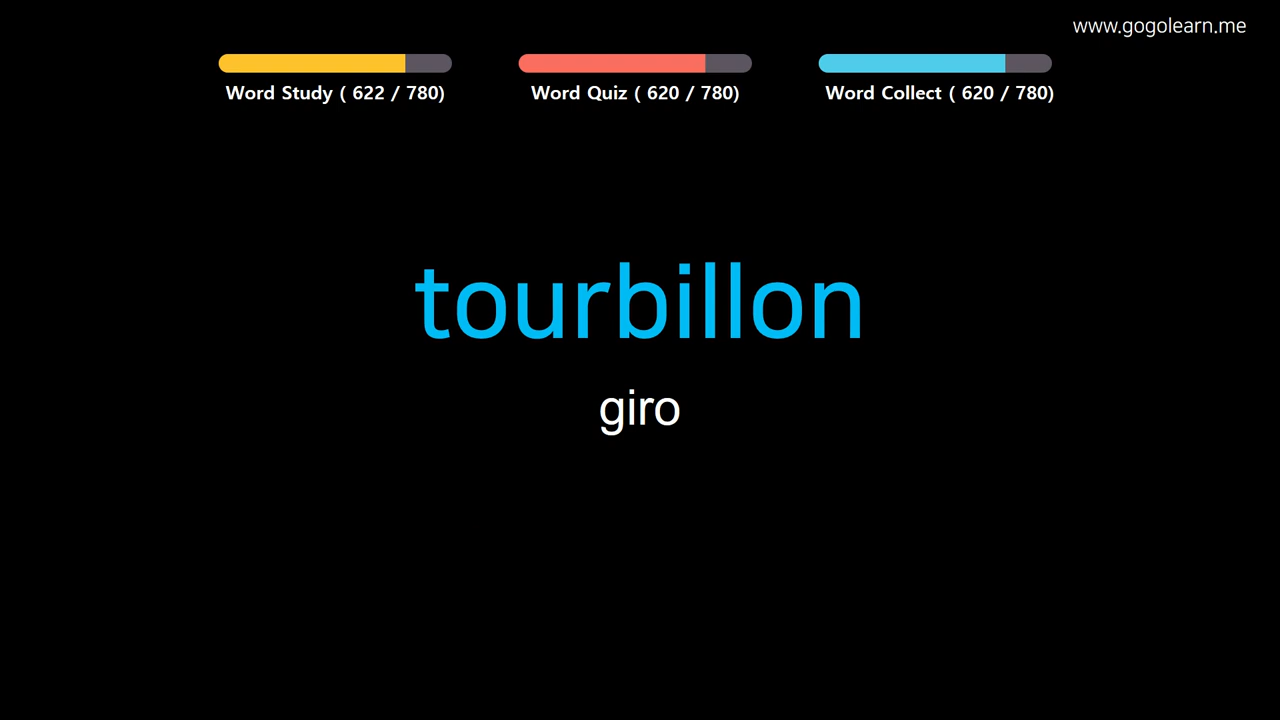 www.gogolearn.me
Word Study ( 622 / 780)
Word Quiz ( 620 / 780)
Word Collect ( 620 / 780)
tourbillon
giro